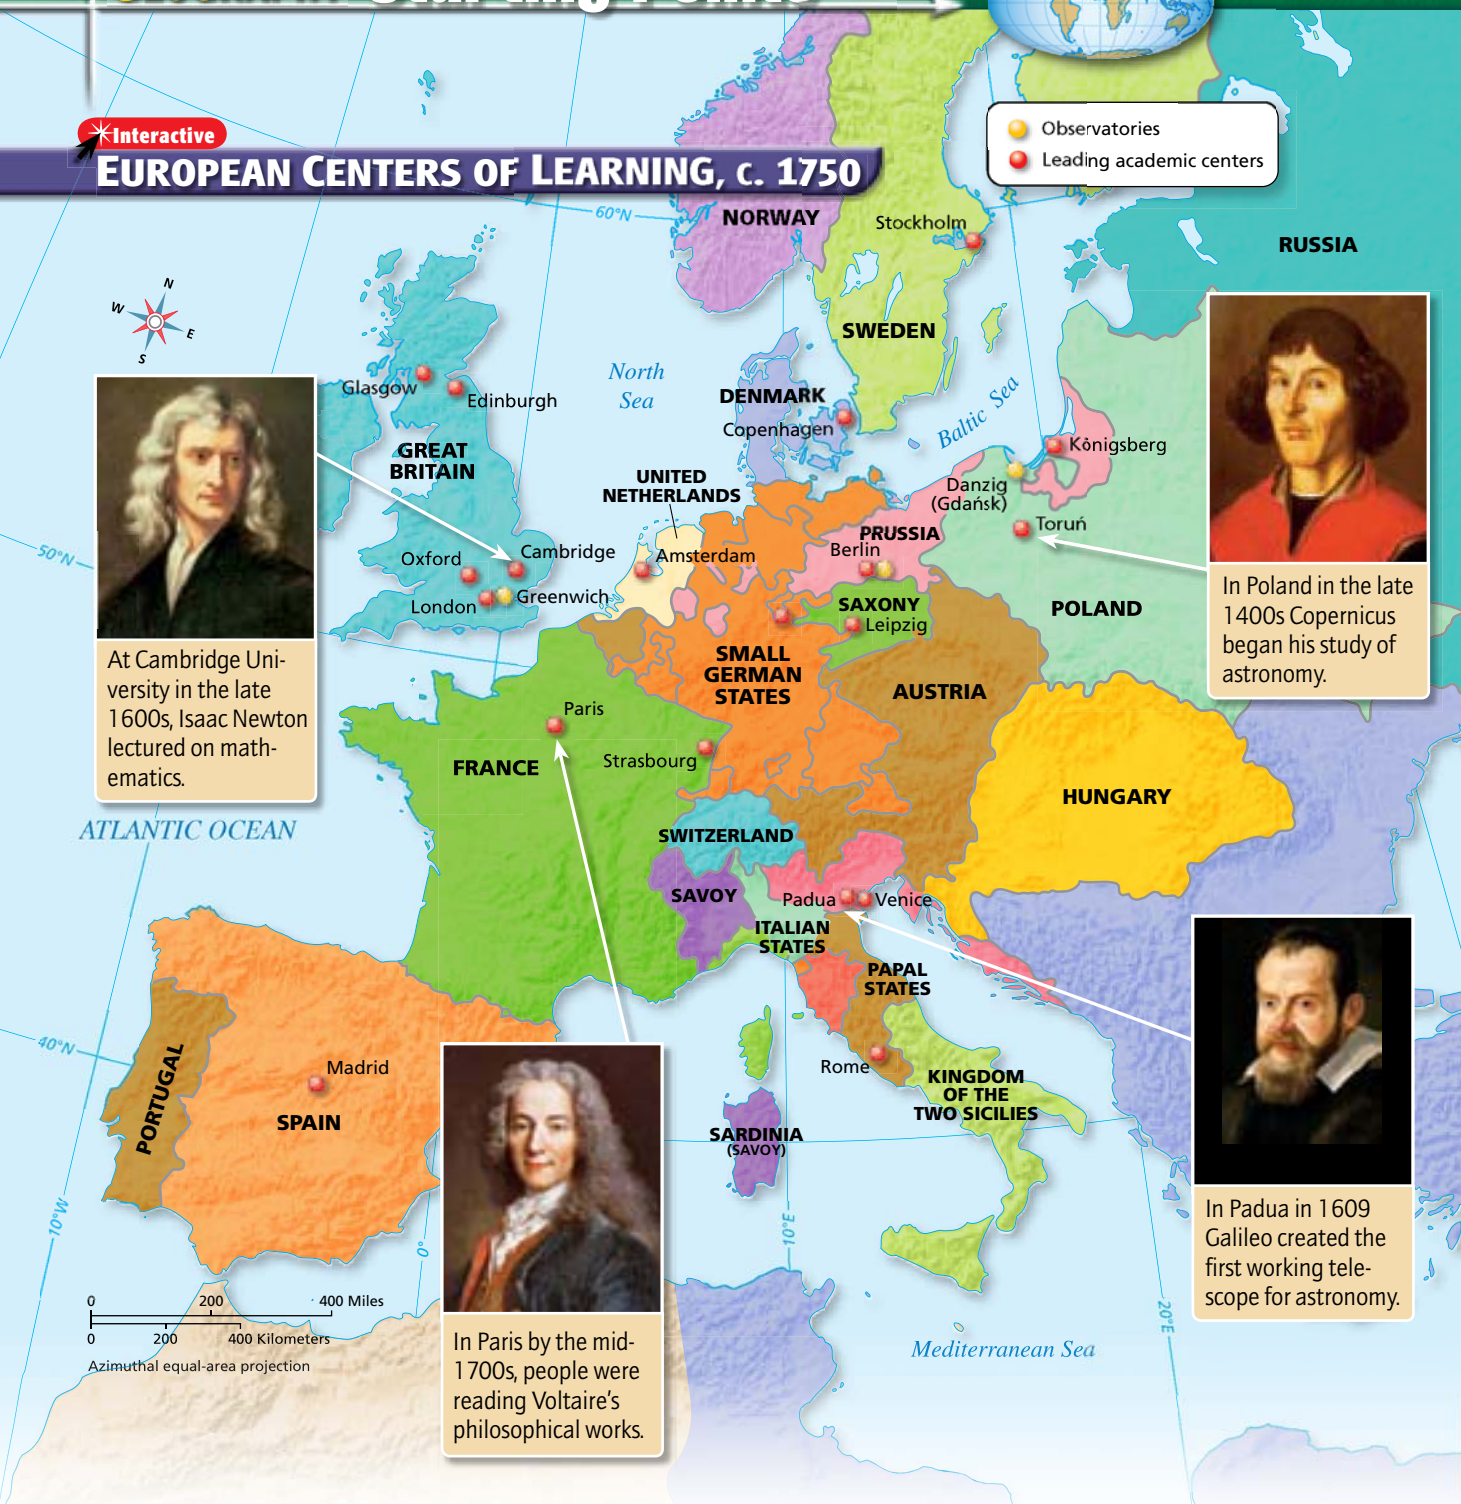 Interactive
EUROPEAN CENTERS OF LEARNING, c. 1750
Observatories
Leading academic centers
60°N
NORWAY
Stockholm
RUSSIA
N
W
E
S
SWEDEN
North
Sea
Glasgow
Edinburgh
DENMARK
Copenhagen
Baltic Sea
Königsberg
GREAT
BRITAIN
UNITED
NETHERLANDS
Danzig
(Gdańsk)
Toruń
PRUSSIA
Berlin
50°N
Oxford
Cambridge
Amsterdam
London
Greenwich
SAXONY
Leipzig
POLAND
In Poland in the late
1400s Copernicus
began his study of
astronomy.
At Cambridge Uni-
versity in the late
1600s, Isaac Newton
lectured on math-
ematics.
SMALL
GERMAN
STATES
AUSTRIA
Paris
Strasbourg
FRANCE
HUNGARY
ATLANTIC OCEAN
SWITZERLAND
SAVOY
Padua
Venice
ITALIAN
STATES
PAPAL
STATES
40°N
PORTUGAL
Madrid
SPAIN
Rome
KINGDOM
OF THE
TWO SICILIES
SARDINIA
(SAVOY)
10°W
0°
10°E
20°E
In Padua in 1609
Galileo created the
first working tele-
scope for astronomy.
0 200 400 Miles
0 200 400 Kilometers
Azimuthal equal-area projection
In Paris by the mid-
1700s, people were
reading Voltaire's
philosophical works.
Mediterranean Sea